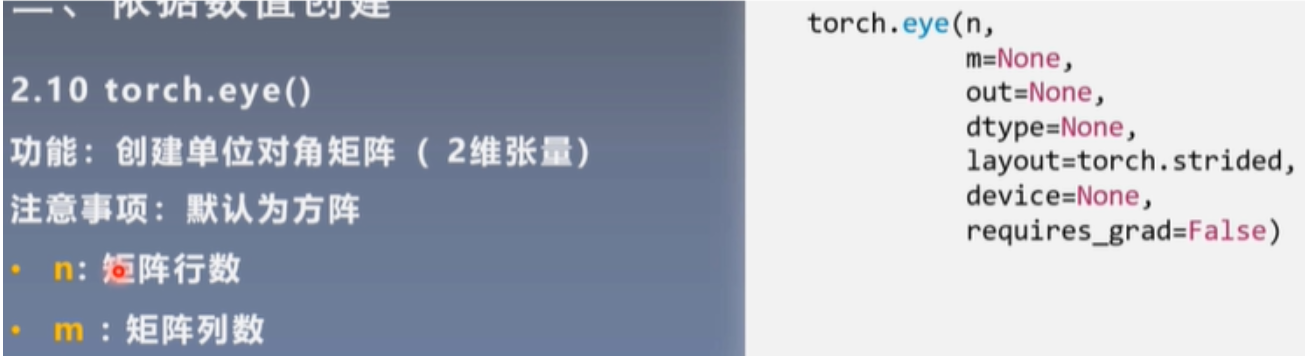 二、依据数值创建
2.10 torch.eye()
功能：创建单位对角矩阵（ 2维张量）
注意事项：默认为方阵
• n: 矩阵行数
• m : 矩阵列数
torch.eye(n,
m=None,
out=None,
dtype=None,
layout=torch.strided,
device=None,
requires_grad=False)